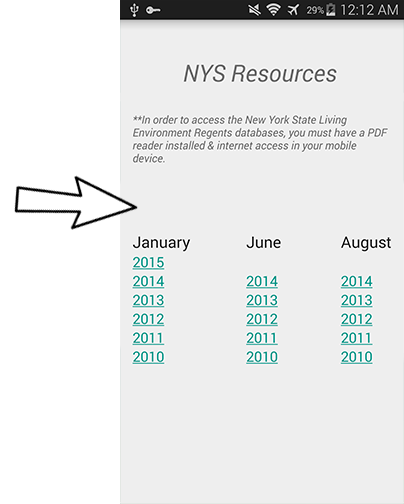 29% 12:12 AM
NYS Resources
**In order to access the New York State Living
Environment Regents databases, you must have a PDF
reader installed & internet access in your mobile
device.
January June August
2015
2014 2014 2014
2013 2013 2013
2012 2012 2012
2011 2011 2011
2010 2010 2010